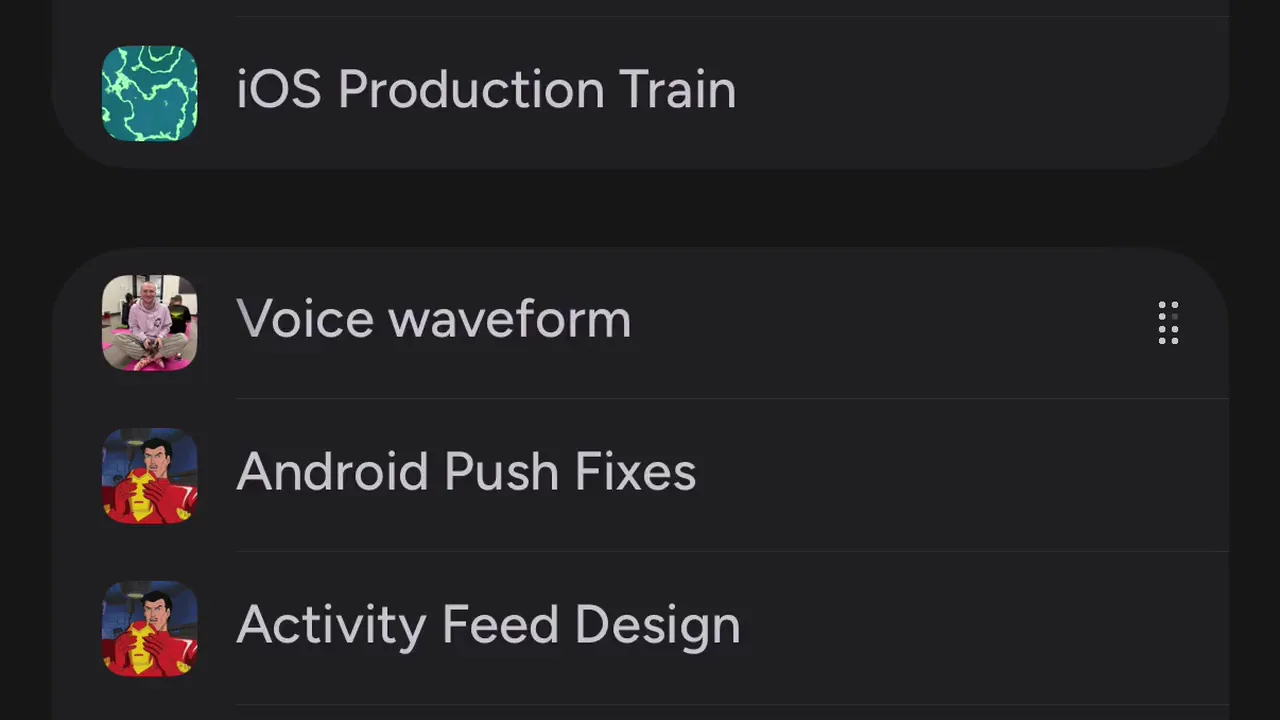 iOS Production Train
Voice waveform
Android Push Fixes
Activity Feed Design